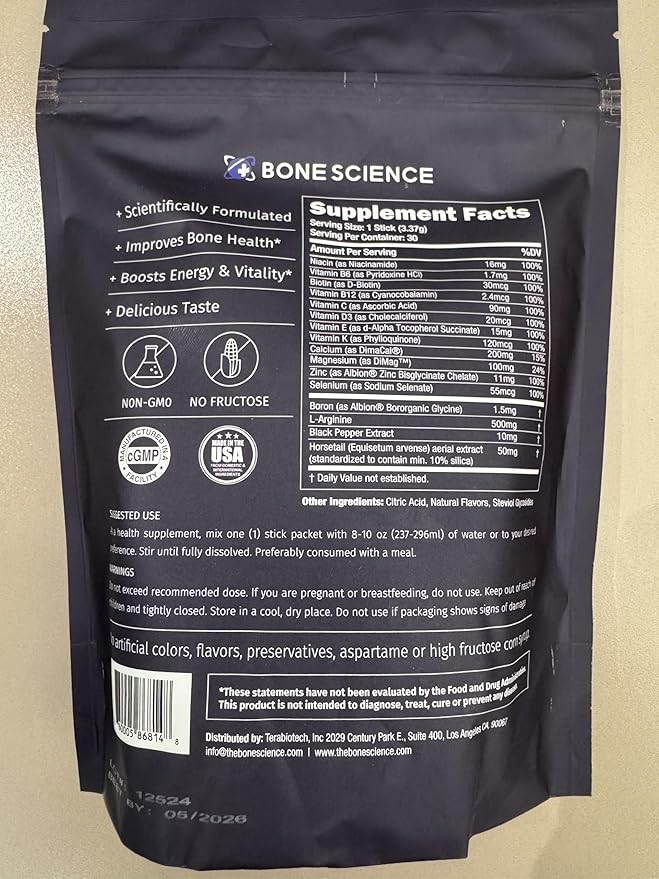 BONE SCIENCE
+ Scientifically Formulated
+ Improves Bone Health*
+ Boosts Energy & Vitality*
+ Delicious Taste
NON-GMO
NO FRUCTOSE
MANUFACTURED IN A
cGMP
FACILITY
MADE IN THE
USA
FROM DOMESTIC &
INTERNATIONAL
INGREDIENTS
Supplement Facts
Serving Size: 1 Stick (3.37g)
Serving Per Container: 30
Amount Per Serving %DV
Niacin (as Niacinamide) 16mg 100%
Vitamin B6 (as Pyridoxine HCl) 1.7mg 100%
Biotin (as D-Biotin) 30mcg 100%
Vitamin B12 (as Cyanocobalamin) 2.4mcg 100%
Vitamin C (as Ascorbic Acid) 90mg 100%
Vitamin D3 (as Cholecalciferol) 20mcg 100%
Vitamin E (as d-Alpha Tocopherol Succinate) 15mg 100%
Vitamin K (as Phylloquinone) 120mcg 100%
Calcium (as DimaCal®) 200mg 15%
Magnesium (as DiMag™) 100mg 24%
Zinc (as Albion® Zinc Bisglycinate Chelate) 11mg 100%
Selenium (as Sodium Selenate) 55mcg 100%
Boron (as Albion® Bororganic Glycine) 1.5mg †
L-Arginine 500mg †
Black Pepper Extract 10mg †
Horsetail (Equisetum arvense) aerial extract 50mg †
(standardized to contain min. 10% silica)
† Daily Value not established.
Other Ingredients: Citric Acid, Natural Flavors, Steviol Glycosides
SUGGESTED USE
As a health supplement, mix one (1) stick packet with 8-10 oz (237-296ml) of water or to your desired
preference. Stir until fully dissolved. Preferably consumed with a meal.
WARNINGS
Do not exceed recommended dose. If you are pregnant or breastfeeding, do not use. Keep out of reach of
children and tightly closed. Store in a cool, dry place. Do not use if packaging shows signs of damage
artificial colors, flavors, preservatives, aspartame or high fructose corn syrup.
*These statements have not been evaluated by the Food and Drug Administration.
This product is not intended to diagnose, treat, cure or prevent any disease.
Distributed by: Terabiotech, Inc 2029 Century Park E., Suite 400, Los Angeles CA, 90067
info@thebonescience.com | www.thebonescience.com
0005 86814 8
12524
BY: 05/2026